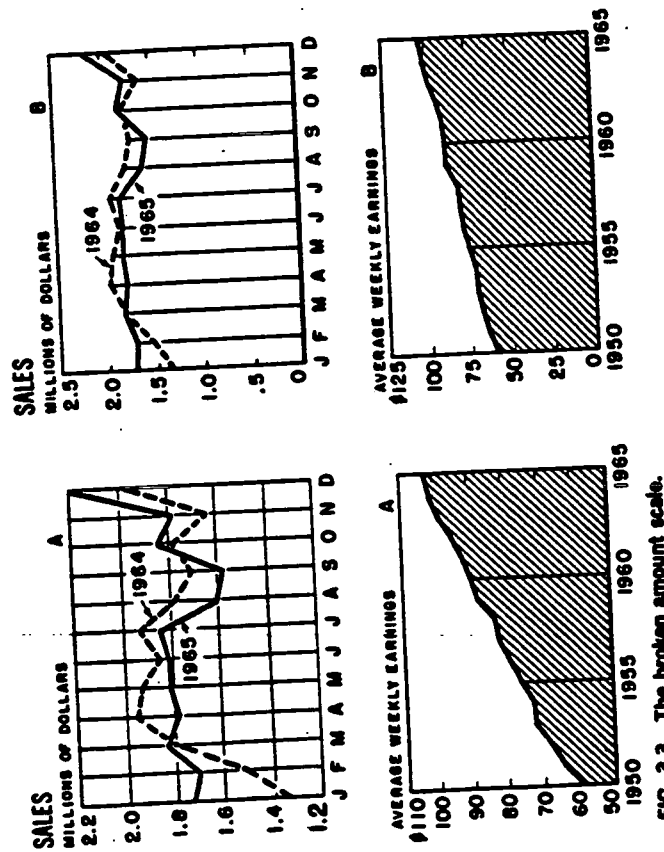 SALES
MILLIONS OF DOLLARS
A
2.2
2.0
1.8
1.6
1.4
1.2
1964
1965
J F M A M J J A S O N D
SALES
MILLIONS OF DOLLARS
B
2.5
2.0
1.5
1.0
.5
0
1964
1965
J F M A M J J A S O N D
AVERAGE WEEKLY EARNINGS
A
$110
100
90
80
70
60
50
1950 1955 1960 1965
AVERAGE WEEKLY EARNINGS
B
$125
100
75
50
25
0
1950 1955 1960 1965
FIG. 3.3 The broken amount scale.